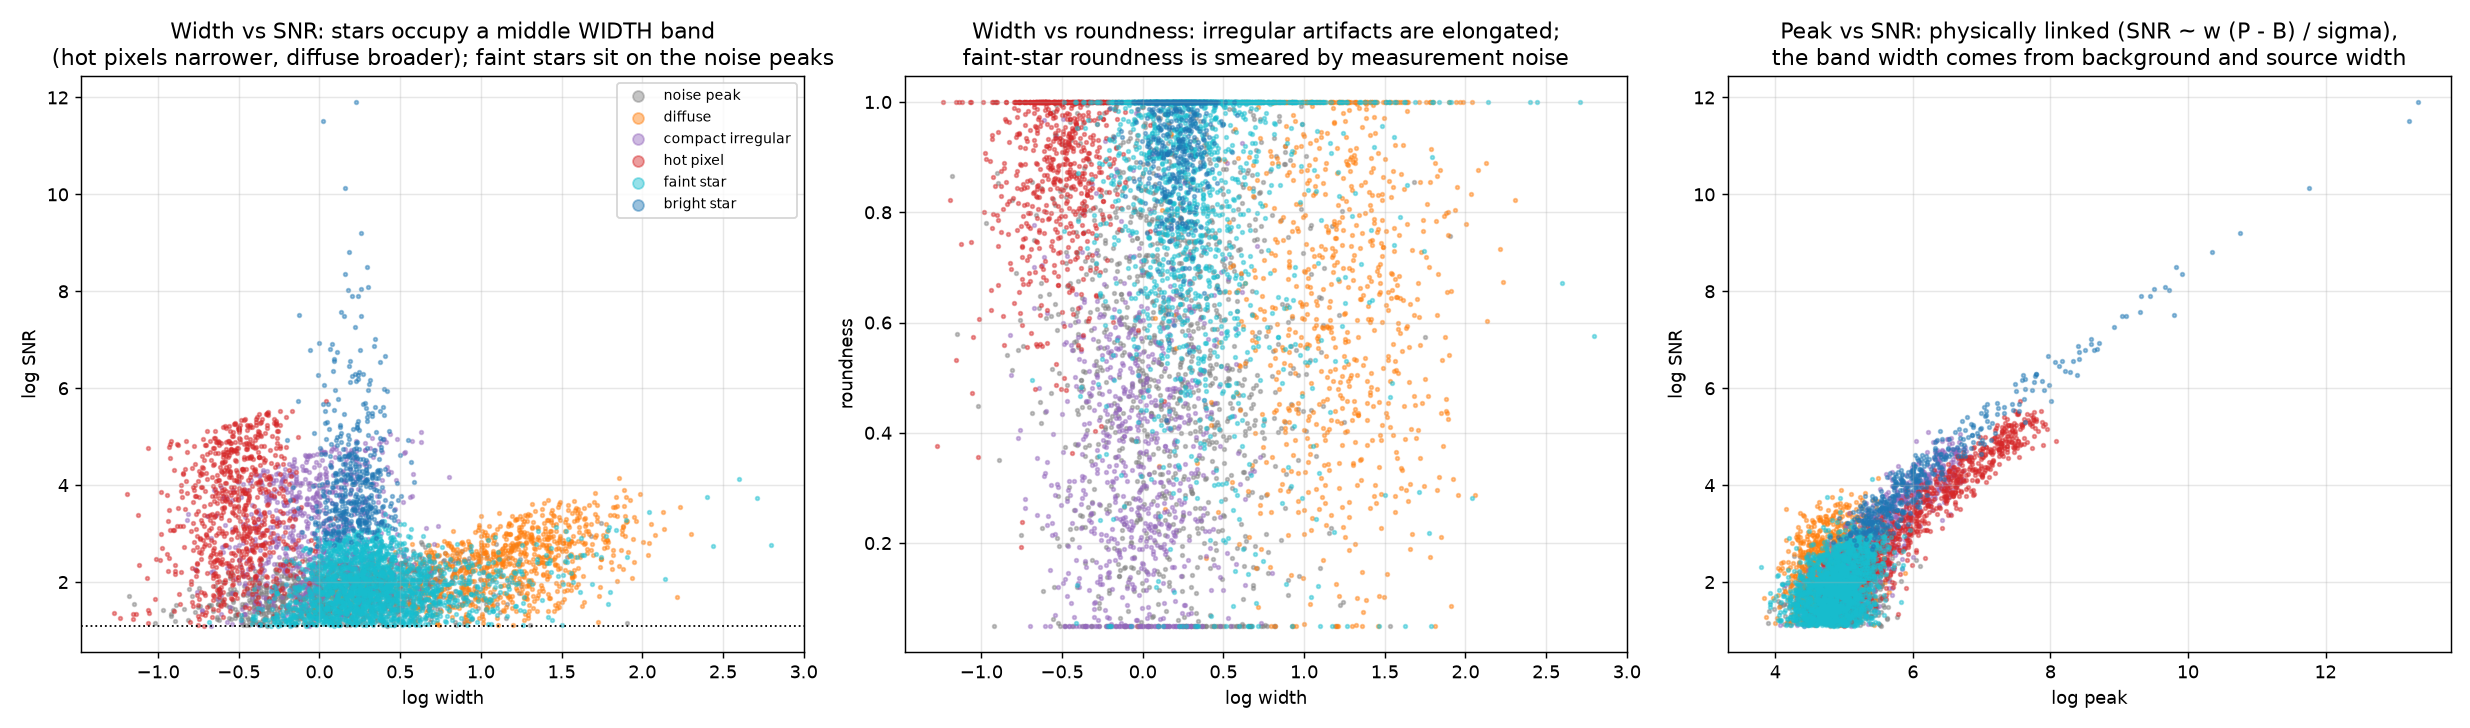 Width vs SNR: stars occupy a middle WIDTH band
(hot pixels narrower, diffuse broader); faint stars sit on the noise peaks
12
10
8
6
4
2
log SNR
noise peak
diffuse
compact irregular
hot pixel
faint star
bright star
−1.0 −0.5 0.0 0.5 1.0 1.5 2.0 2.5 3.0
log width
Width vs roundness: irregular artifacts are elongated;
faint-star roundness is smeared by measurement noise
1.0
0.8
0.6
0.4
0.2
roundness
−1.0 −0.5 0.0 0.5 1.0 1.5 2.0 2.5 3.0
log width
Peak vs SNR: physically linked (SNR ~ w (P - B) / sigma),
the band width comes from background and source width
12
10
8
6
4
2
log SNR
4 6 8 10 12
log peak